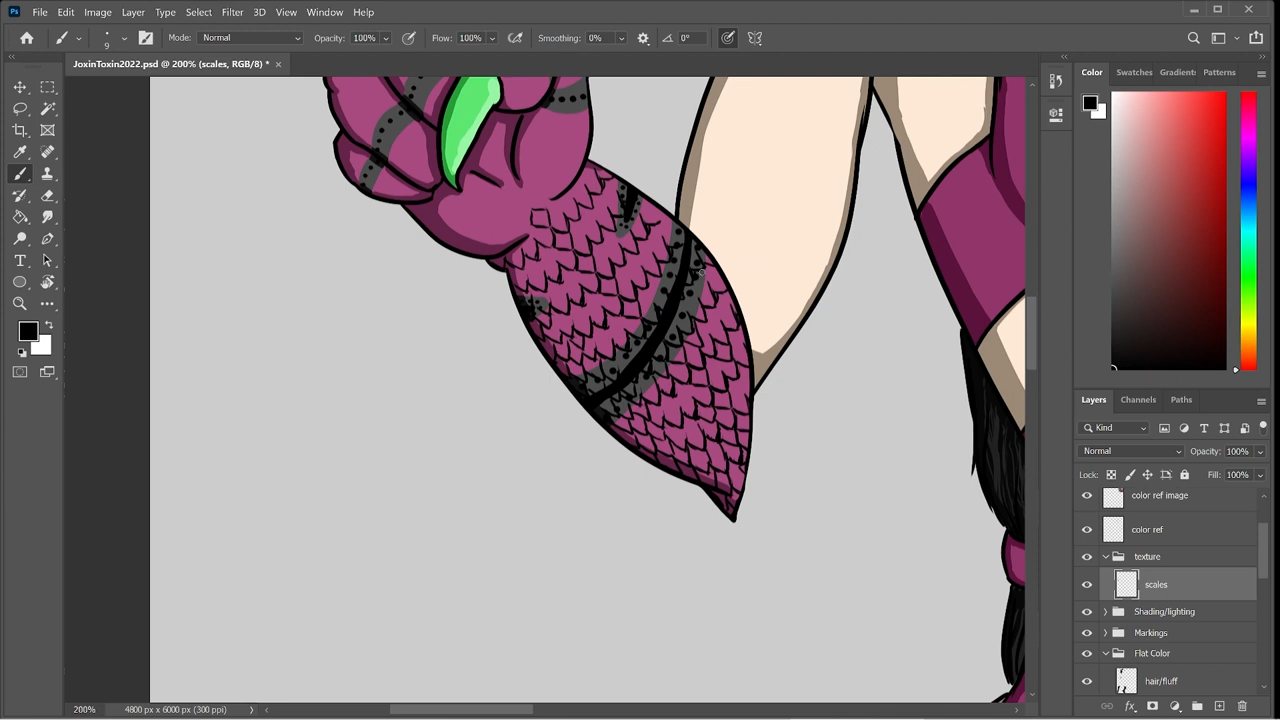 Ps File Edit Image Layer Type Select Filter 3D View Window Help
9 Mode: Normal Opacity: 100% Flow: 100% Smoothing: 0% 0°
JoxinToxin2022.psd @ 200% (scales, RGB/8) * ×
Color Swatches Gradient Patterns
Layers Channels Paths
Kind
Normal Opacity: 100%
Lock: Fill: 100%
color ref image
color ref
texture
scales
Shading/lighting
Markings
Flat Color
hair/fluff
200% 4800 px x 6000 px (300 ppi)